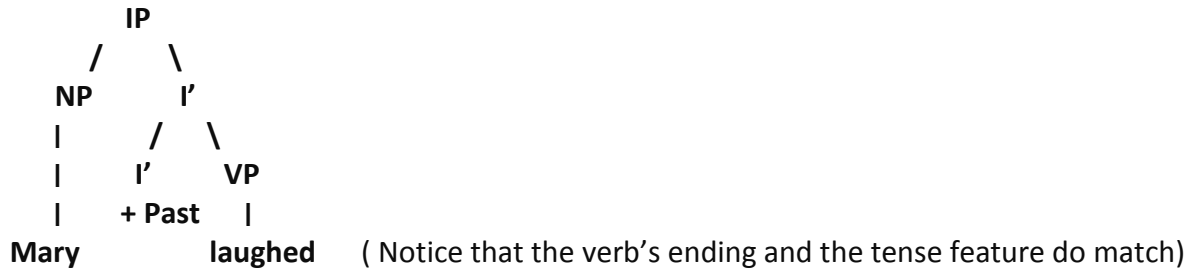 IP
/ \
NP I’
| / \
| I’ VP
| + Past |
Mary laughed ( Notice that the verb’s ending and the tense feature do match)